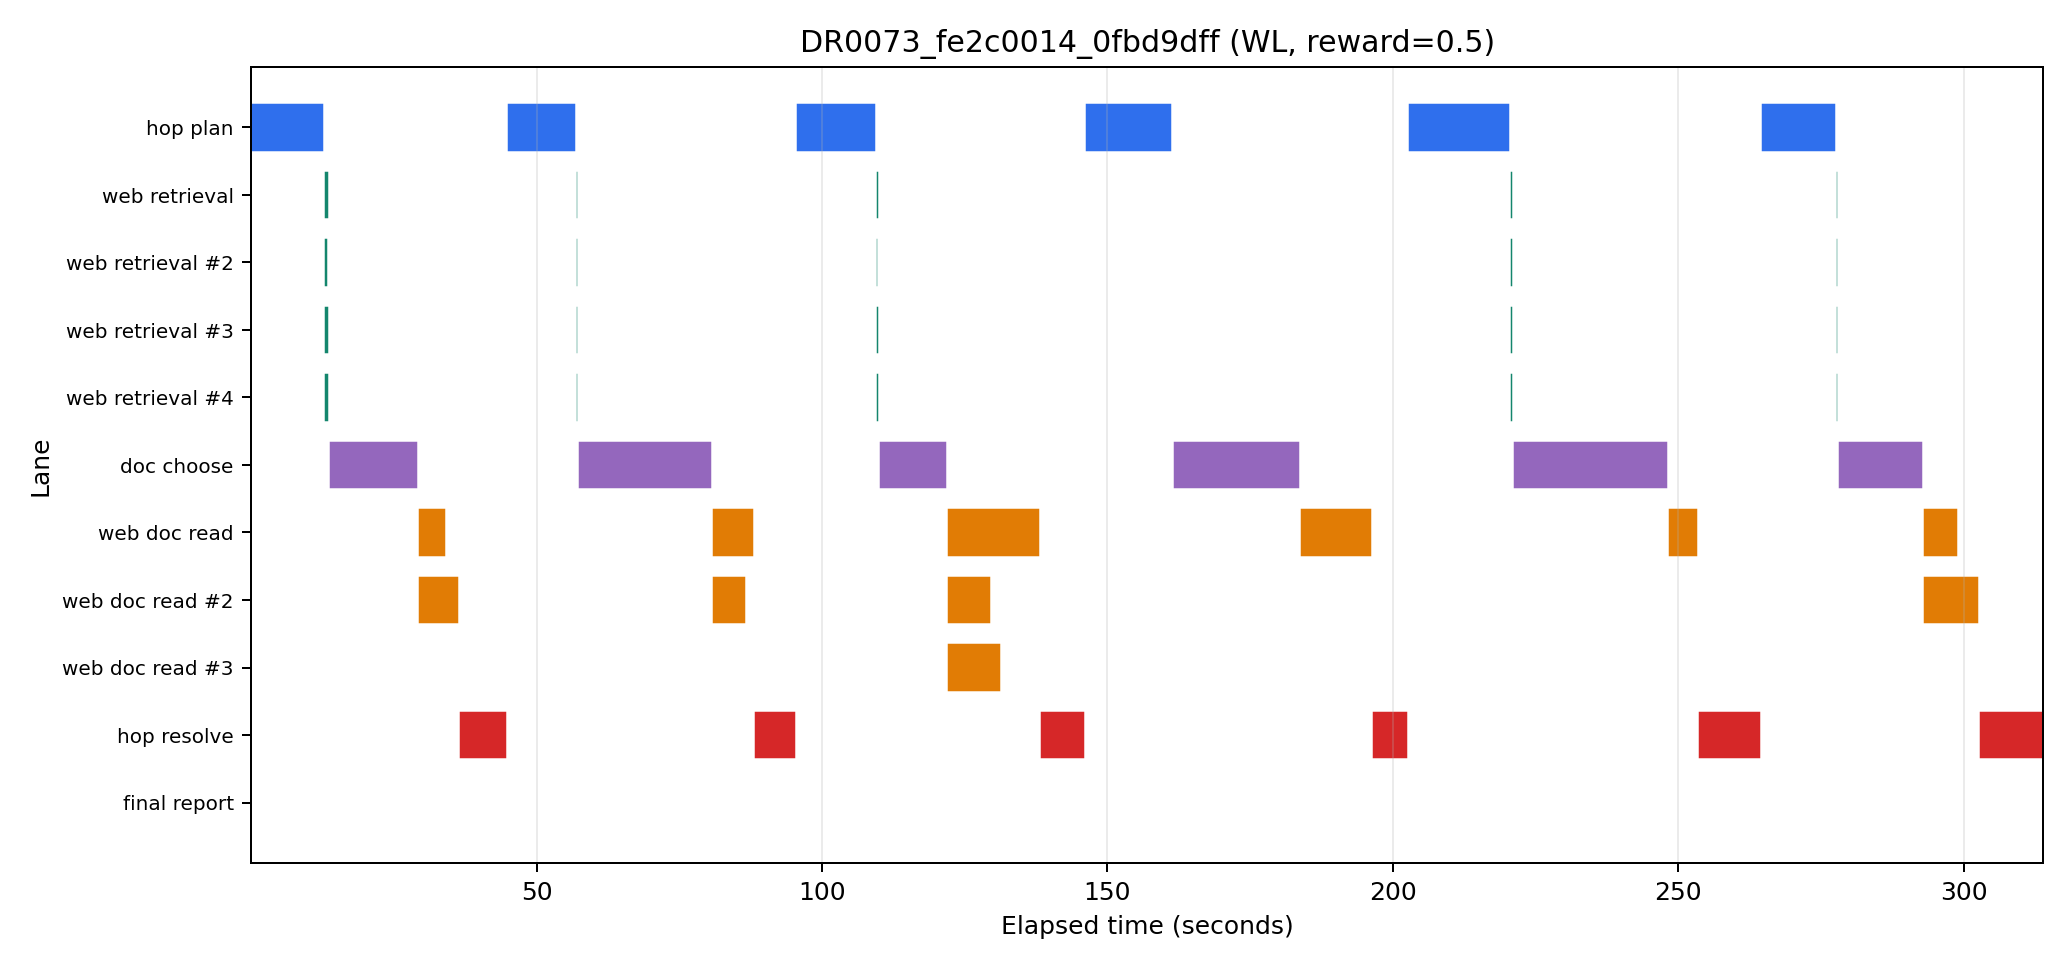 DR0073_fe2c0014_0fbd9dff (WL, reward=0.5)
hop plan
web retrieval
web retrieval #2
web retrieval #3
web retrieval #4
doc choose
web doc read
web doc read #2
web doc read #3
hop resolve
final report
Lane
50 100 150 200 250 300
Elapsed time (seconds)